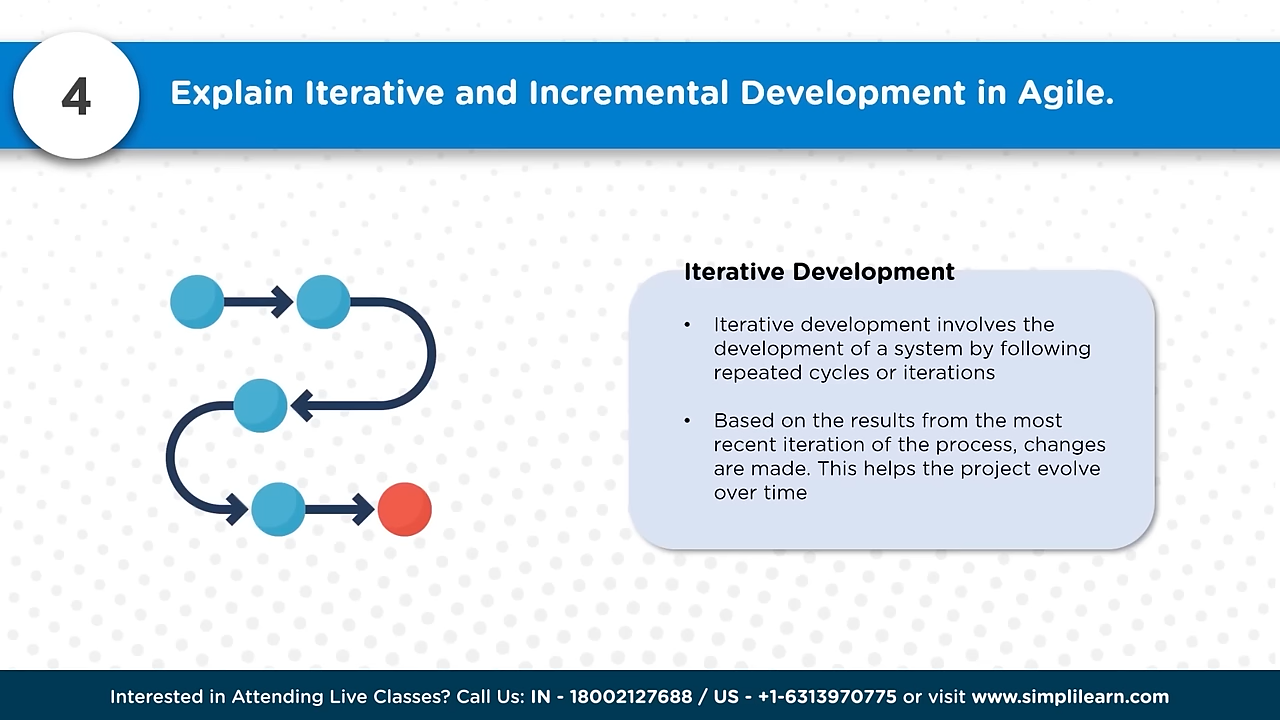 4
Explain Iterative and Incremental Development in Agile.
Iterative Development
• Iterative development involves the
development of a system by following
repeated cycles or iterations
• Based on the results from the most
recent iteration of the process, changes
are made. This helps the project evolve
over time
Interested in Attending Live Classes? Call Us: IN - 18002127688 / US - +1-6313970775 or visit www.simplilearn.com